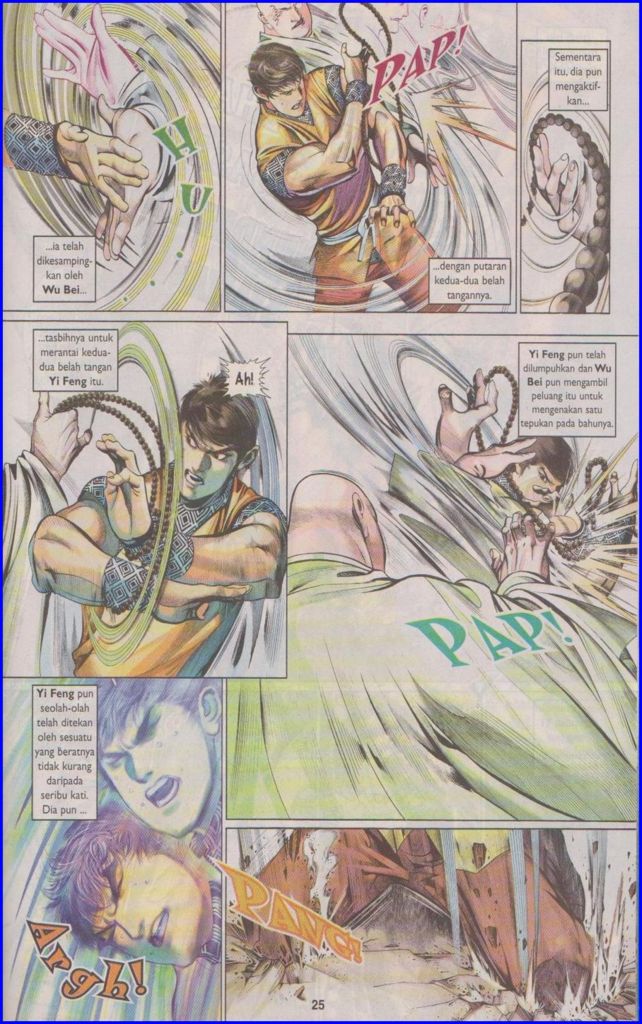 HU
...ia telah
dikesamping-
kan oleh
Wu Bei...
PAP!
...dengan putaran
kedua-dua belah
tangannya.
Sementara
itu, dia pun
mengaktif-
kan...
...tasbihnya untuk
merantai kedua-
dua belah tangan
Yi Feng itu.
Ah!
Yi Feng pun telah
dilumpuhkan dan Wu
Bei pun mengambil
peluang itu untuk
mengenakan satu
tepukan pada bahunya.
PAP!
Yi Feng pun
seolah-olah
telah ditekan
oleh sesuatu
yang beratnya
tidak kurang
daripada
seribu kati.
Dia pun ...
Argh!
PANG!
25